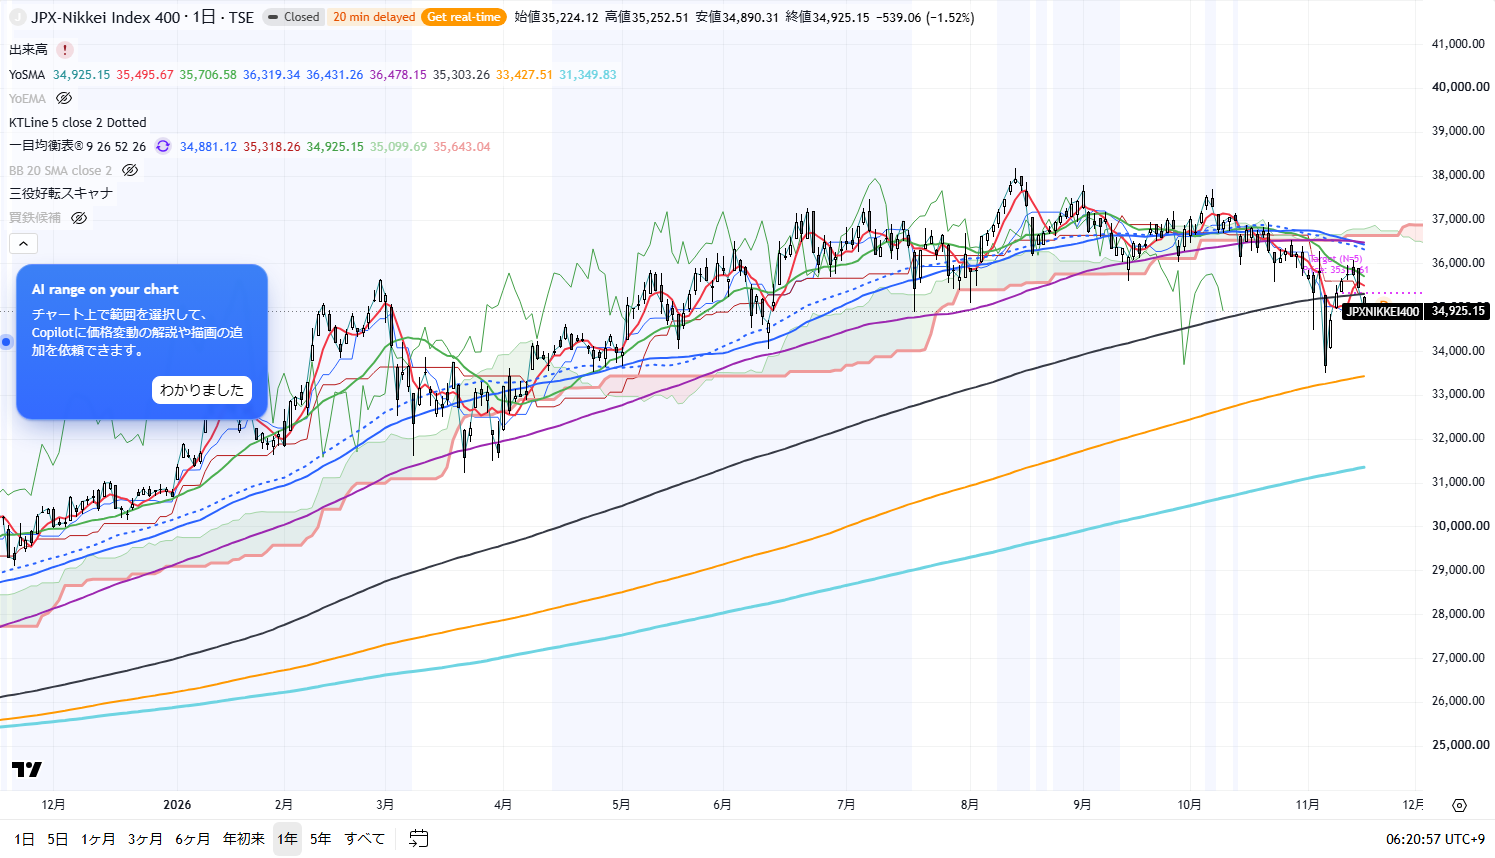 JPX-Nikkei Index 400 · 1日 · TSE Closed 20 min delayed Get real-time 始値35,224.12 高値35,252.51 安値34,890.31 終値34,925.15 −539.06 (−1.52%)
出来高 !
YoSMA 34,925.15 35,495.67 35,706.58 36,319.34 36,431.26 36,478.15 35,303.26 33,427.51 31,349.83
YoEMA
KTLine 5 close 2 Dotted
一目均衡表® 9 26 52 26 34,881.12 35,318.26 34,925.15 35,099.69 35,643.04
BB 20 SMA close 2
三役好転スキャナ
買鉄候補
AI range on your chart
チャート上で範囲を選択して、
Copilotに価格変動の解説や描画の追
加を依頼できます。
わかりました
41,000.00
40,000.00
39,000.00
38,000.00
37,000.00
36,000.00
Target (N=5)
JPXNIKKEI400 34,925.15
34,000.00
33,000.00
32,000.00
31,000.00
30,000.00
29,000.00
28,000.00
27,000.00
26,000.00
25,000.00
12月 2026 2月 3月 4月 5月 6月 7月 8月 9月 10月 11月 12月
1日 5日 1ヶ月 3ヶ月 6ヶ月 年初来 1年 5年 すべて 06:20:57 UTC+9